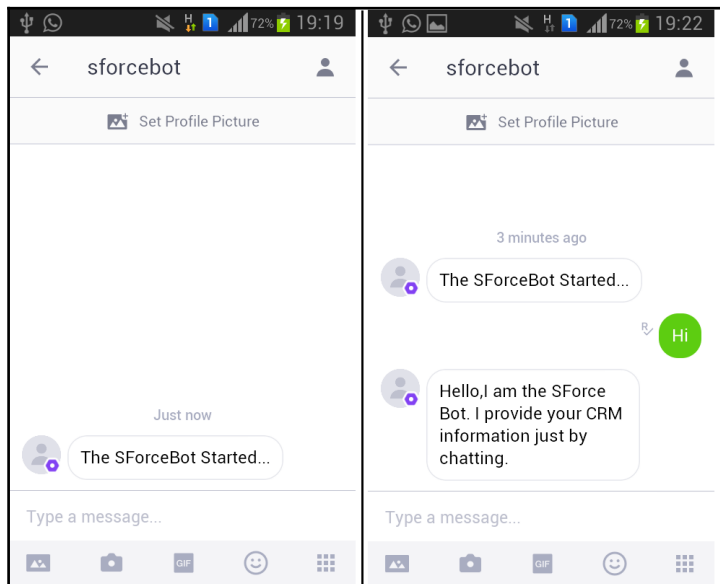 72% 19:19
sforcebot
Set Profile Picture
Just now
The SForceBot Started...
Type a message...
GIF
H 1 72% 19:22
sforcebot
Set Profile Picture
3 minutes ago
The SForceBot Started...
R
Hi
Hello,I am the SForce
Bot. I provide your CRM
information just by
chatting.
Type a message...
GIF